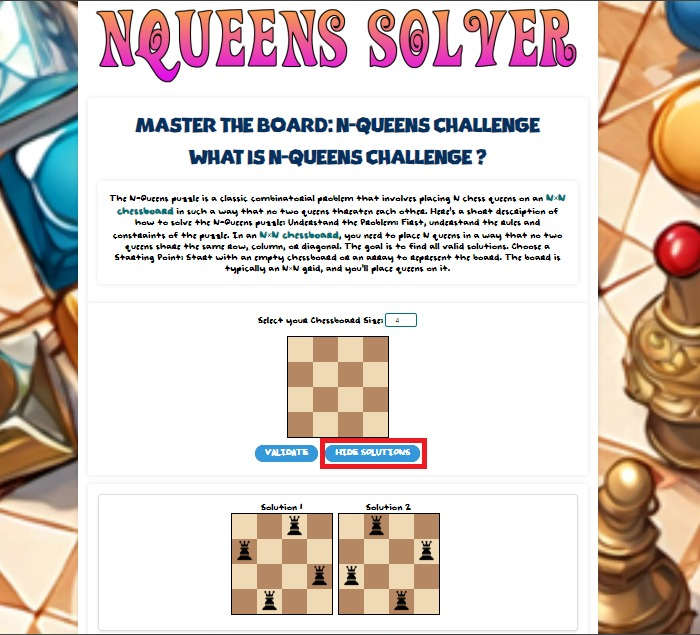 NQUEENS SOLVER
MASTER THE BOARD: N-QUEENS CHALLENGE
WHAT IS N-QUEENS CHALLENGE ?
The N-Queens puzzle is a classic combinatorial problem that involves placing N chess queens on an N×N
chessboard in such a way that no two queens threaten each other. Here's a short description of
how to solve the N-Queens puzzle: Understand the Problem: First, understand the rules and
constraints of the puzzle. In an N×N chessboard, you need to place N queens in a way that no two
queens share the same row, column, or diagonal. The goal is to find all valid solutions. Choose a
Starting Point: Start with an empty chessboard or an array to represent the board. The board is
typically an N×N grid, and you'll place queens on it.
Select your Chessboard Size: 4
VALIDATE HIDE SOLUTIONS
Solution 1 Solution 2